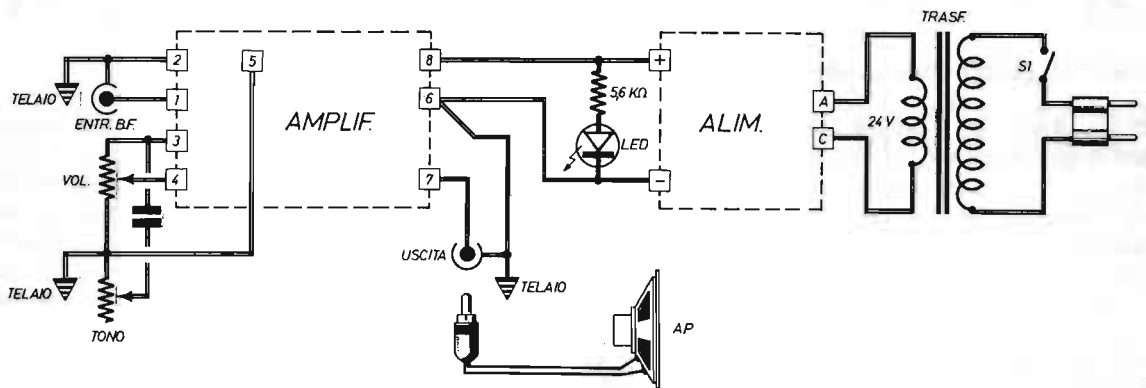 TRASF.
2
5
8
+
S1
TELAIO
1
6
5,6 KΩ
A
ENTR. B.F.
AMPLIF.
ALIM.
24 V
3
LED
C
VOL.
4
7
-
USCITA
TELAIO
TELAIO
TONO
AP